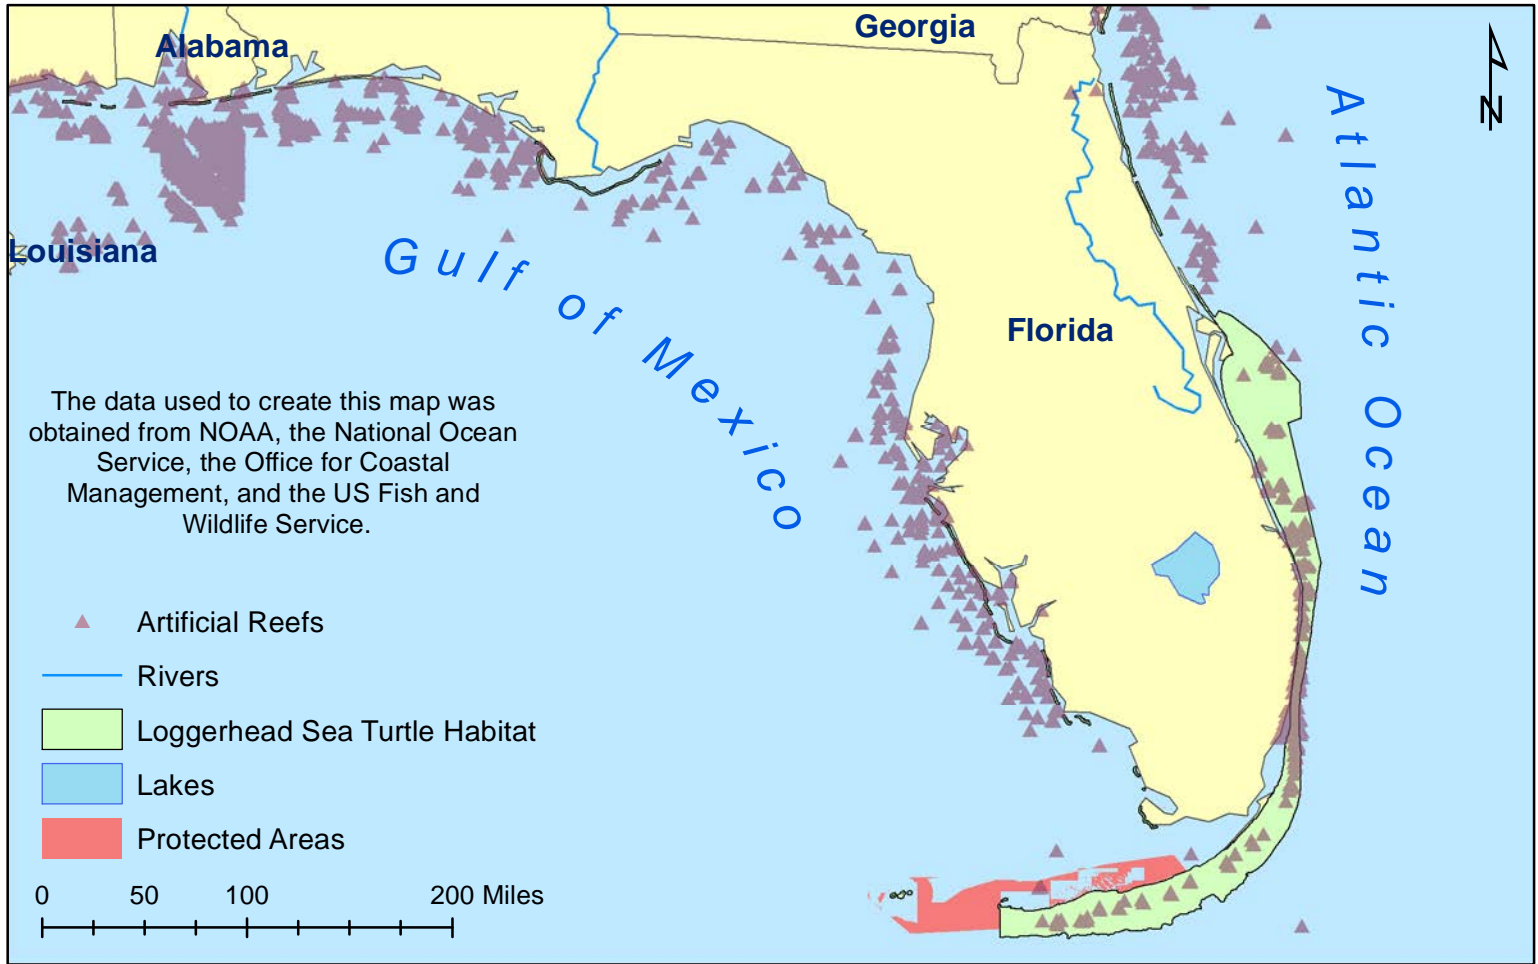 Georgia
Alabama
N
Atlantic Ocean
Louisiana
Gulf of Mexico
Florida
The data used to create this map was
obtained from NOAA, the National Ocean
Service, the Office for Coastal
Management, and the US Fish and
Wildlife Service.
Artificial Reefs
Rivers
Loggerhead Sea Turtle Habitat
Lakes
Protected Areas
0 50 100 200 Miles